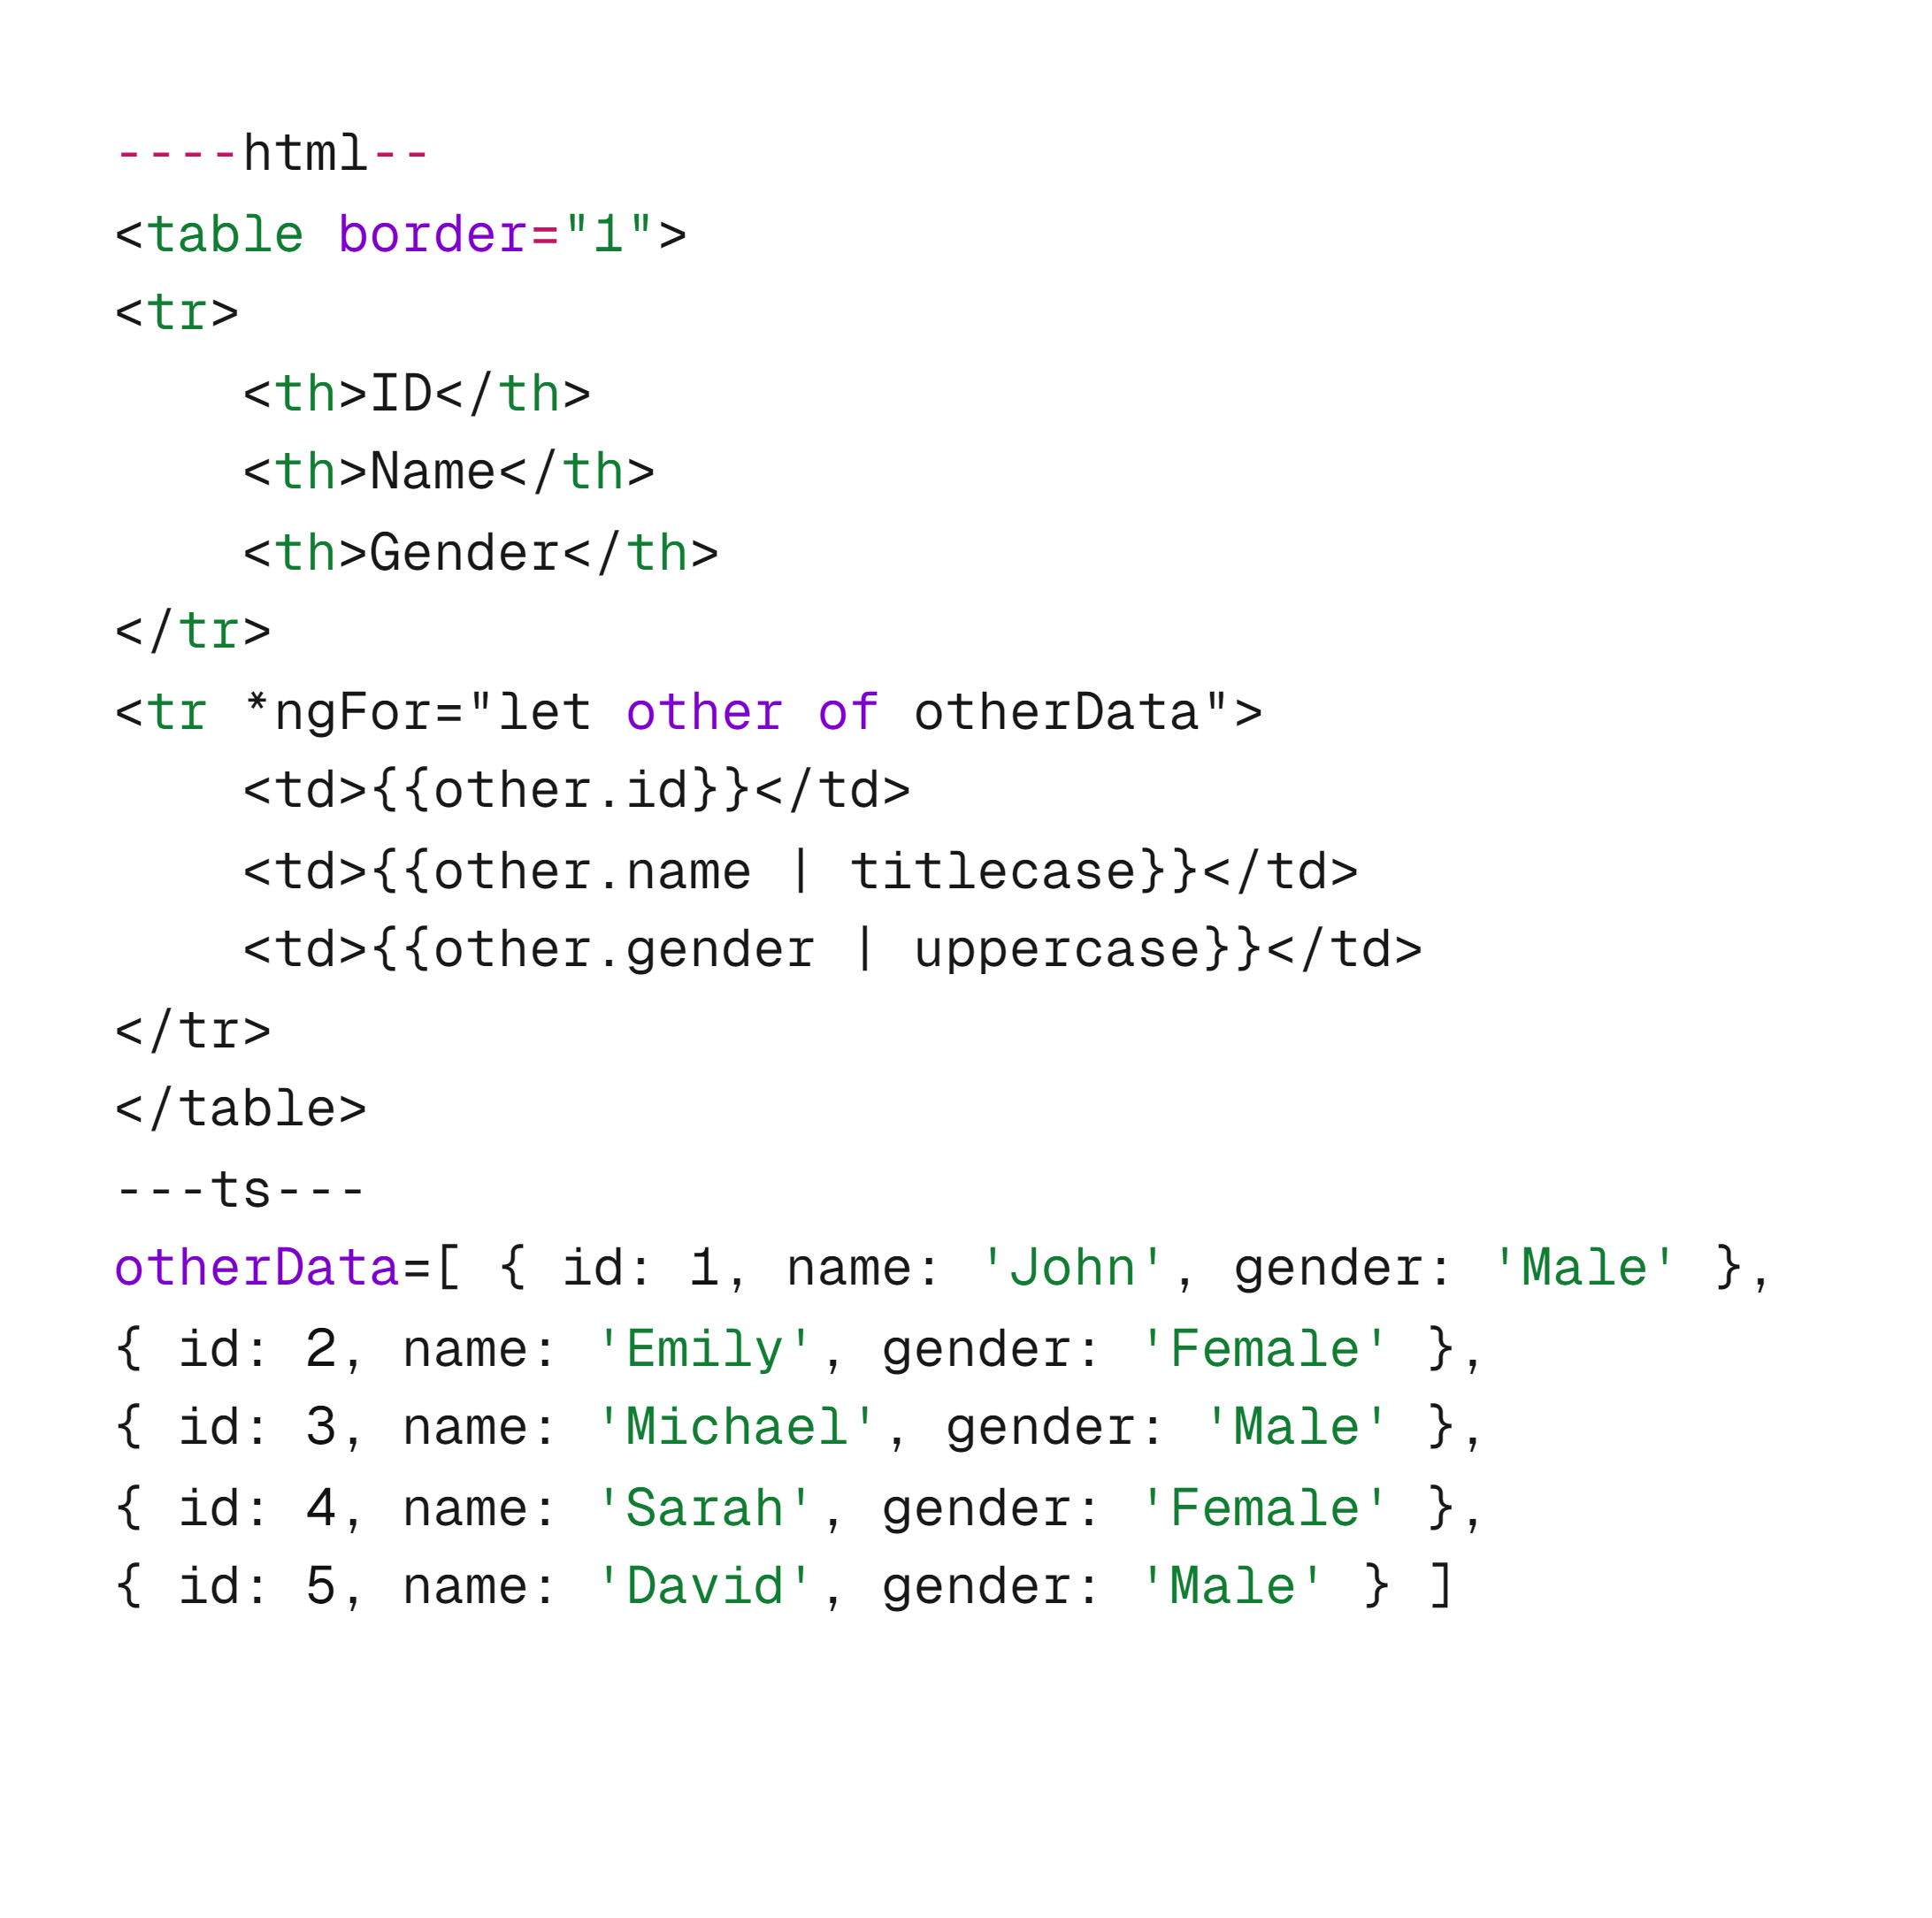 ----html--
<table border="1">
<tr>
    <th>ID</th>
    <th>Name</th>
    <th>Gender</th>
</tr>
<tr *ngFor="let other of otherData">
    <td>{{other.id}}</td>
    <td>{{other.name | titlecase}}</td>
    <td>{{other.gender | uppercase}}</td>
</tr>
</table>
---ts---
otherData=[ { id: 1, name: 'John', gender: 'Male' },
{ id: 2, name: 'Emily', gender: 'Female' },
{ id: 3, name: 'Michael', gender: 'Male' },
{ id: 4, name: 'Sarah', gender: 'Female' },
{ id: 5, name: 'David', gender: 'Male' } ]